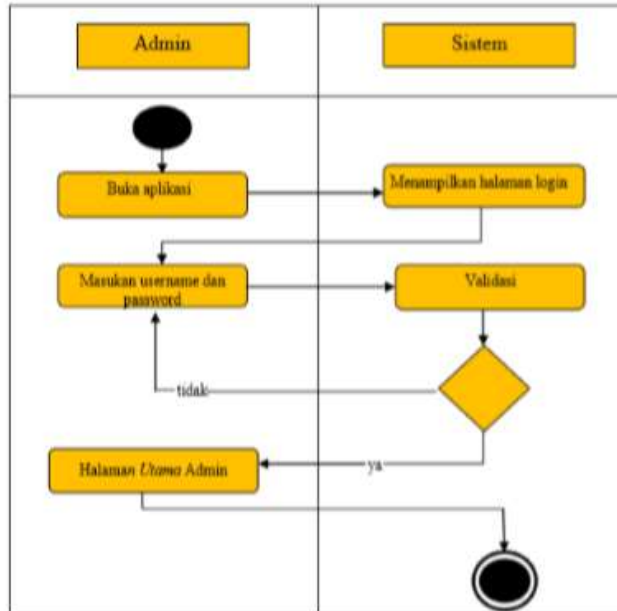 Admin
Sistem
Buka aplikasi
Menampilkan halaman login
Masukan username dan
password
Validasi
tidak
Halaman Utama Admin
ya